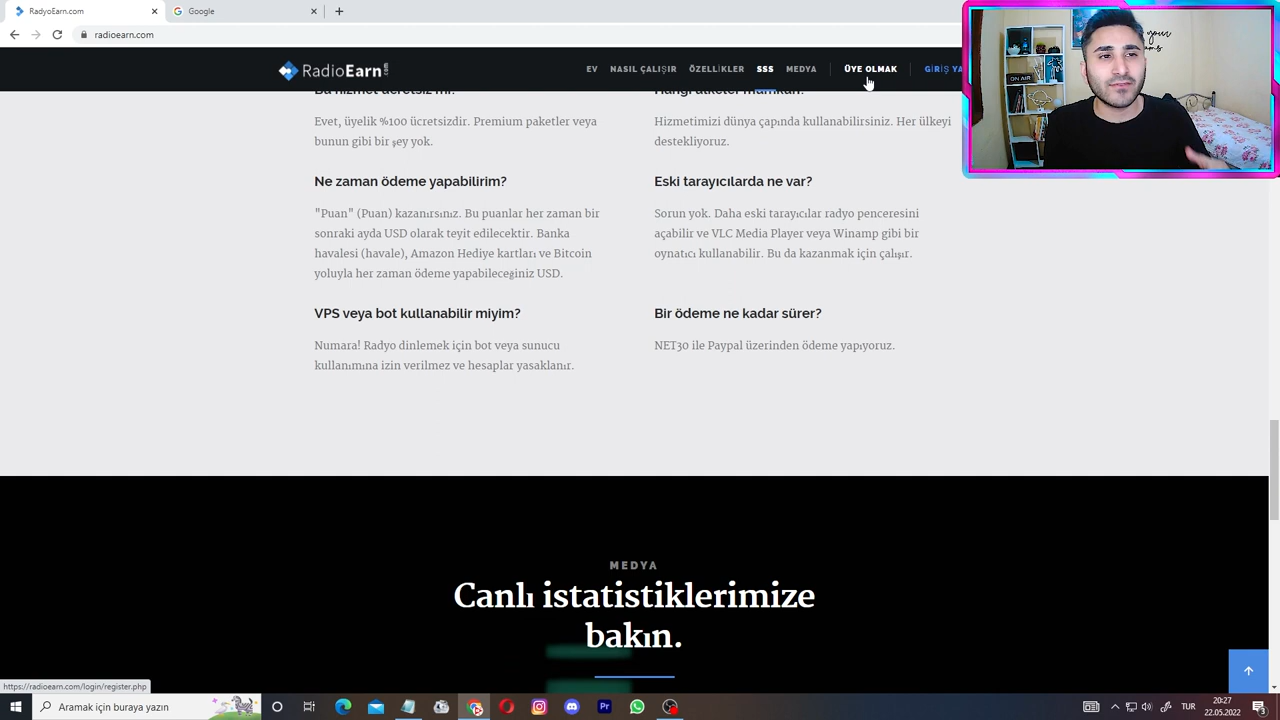 RadyoEarn.com
Google
radioearn.com
RadioEarn.com
EV NASIL ÇALIŞIR ÖZELLİKLER SSS MEDYA ÜYE OLMAK
ON AIR
Bu hizmet ücretsiz mi?
Evet, üyelik %100 ücretsizdir. Premium paketler veya
bunun gibi bir şey yok.
Hangi ülkeler mümkün?
Hizmetimizi dünya çapında kullanabilirsiniz. Her ülkeyi
destekliyoruz.
Ne zaman ödeme yapabilirim?
"Puan" (Puan) kazanırsınız. Bu puanlar her zaman bir
sonraki ayda USD olarak teyit edilecektir. Banka
havalesi (havale), Amazon Hediye kartları ve Bitcoin
yoluyla her zaman ödeme yapabileceğiniz USD.
Eski tarayıcılarda ne var?
Sorun yok. Daha eski tarayıcılar radyo penceresini
açabilir ve VLC Media Player veya Winamp gibi bir
oynatıcı kullanabilir. Bu da kazanmak için çalışır.
VPS veya bot kullanabilir miyim?
Numara! Radyo dinlemek için bot veya sunucu
kullanımına izin verilmez ve hesaplar yasaklanır.
Bir ödeme ne kadar sürer?
NET30 ile Paypal üzerinden ödeme yapıyoruz.
MEDYA
Canlı istatistiklerimize
bakın.
https://radioearn.com/login/register.php
Aramak için buraya yazın
TUR
20:27
22.05.2022